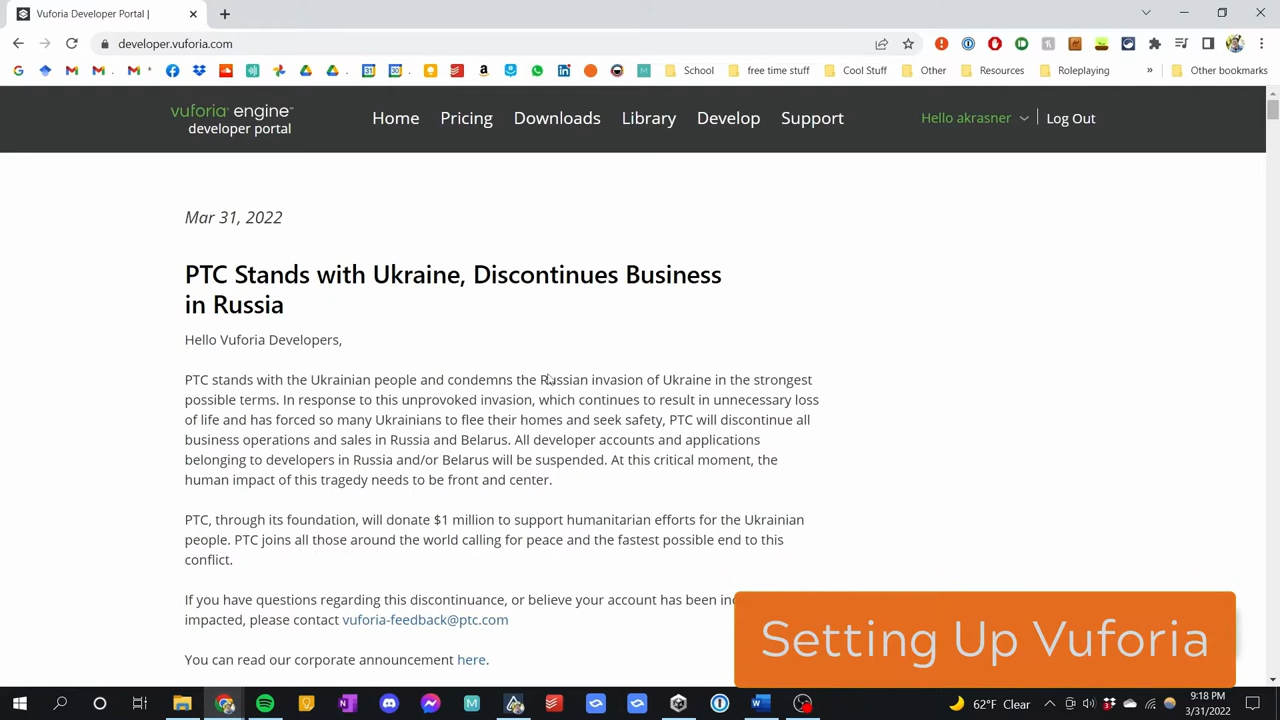 Vuforia Developer Portal |
developer.vuforia.com
School
free time stuff
Cool Stuff
Other
Resources
Roleplaying
»
Other bookmarks
vuforia® engine™
developer portal
Home
Pricing
Downloads
Library
Develop
Support
Hello akrasner
Log Out
Mar 31, 2022
PTC Stands with Ukraine, Discontinues Business
in Russia
Hello Vuforia Developers,
PTC stands with the Ukrainian people and condemns the Russian invasion of Ukraine in the strongest
possible terms. In response to this unprovoked invasion, which continues to result in unnecessary loss
of life and has forced so many Ukrainians to flee their homes and seek safety, PTC will discontinue all
business operations and sales in Russia and Belarus. All developer accounts and applications
belonging to developers in Russia and/or Belarus will be suspended. At this critical moment, the
human impact of this tragedy needs to be front and center.
PTC, through its foundation, will donate $1 million to support humanitarian efforts for the Ukrainian
people. PTC joins all those around the world calling for peace and the fastest possible end to this
conflict.
If you have questions regarding this discontinuance, or believe your account has been
impacted, please contact vuforia-feedback@ptc.com
You can read our corporate announcement here.
Setting Up Vuforia
62°F Clear
9:18 PM
3/31/2022